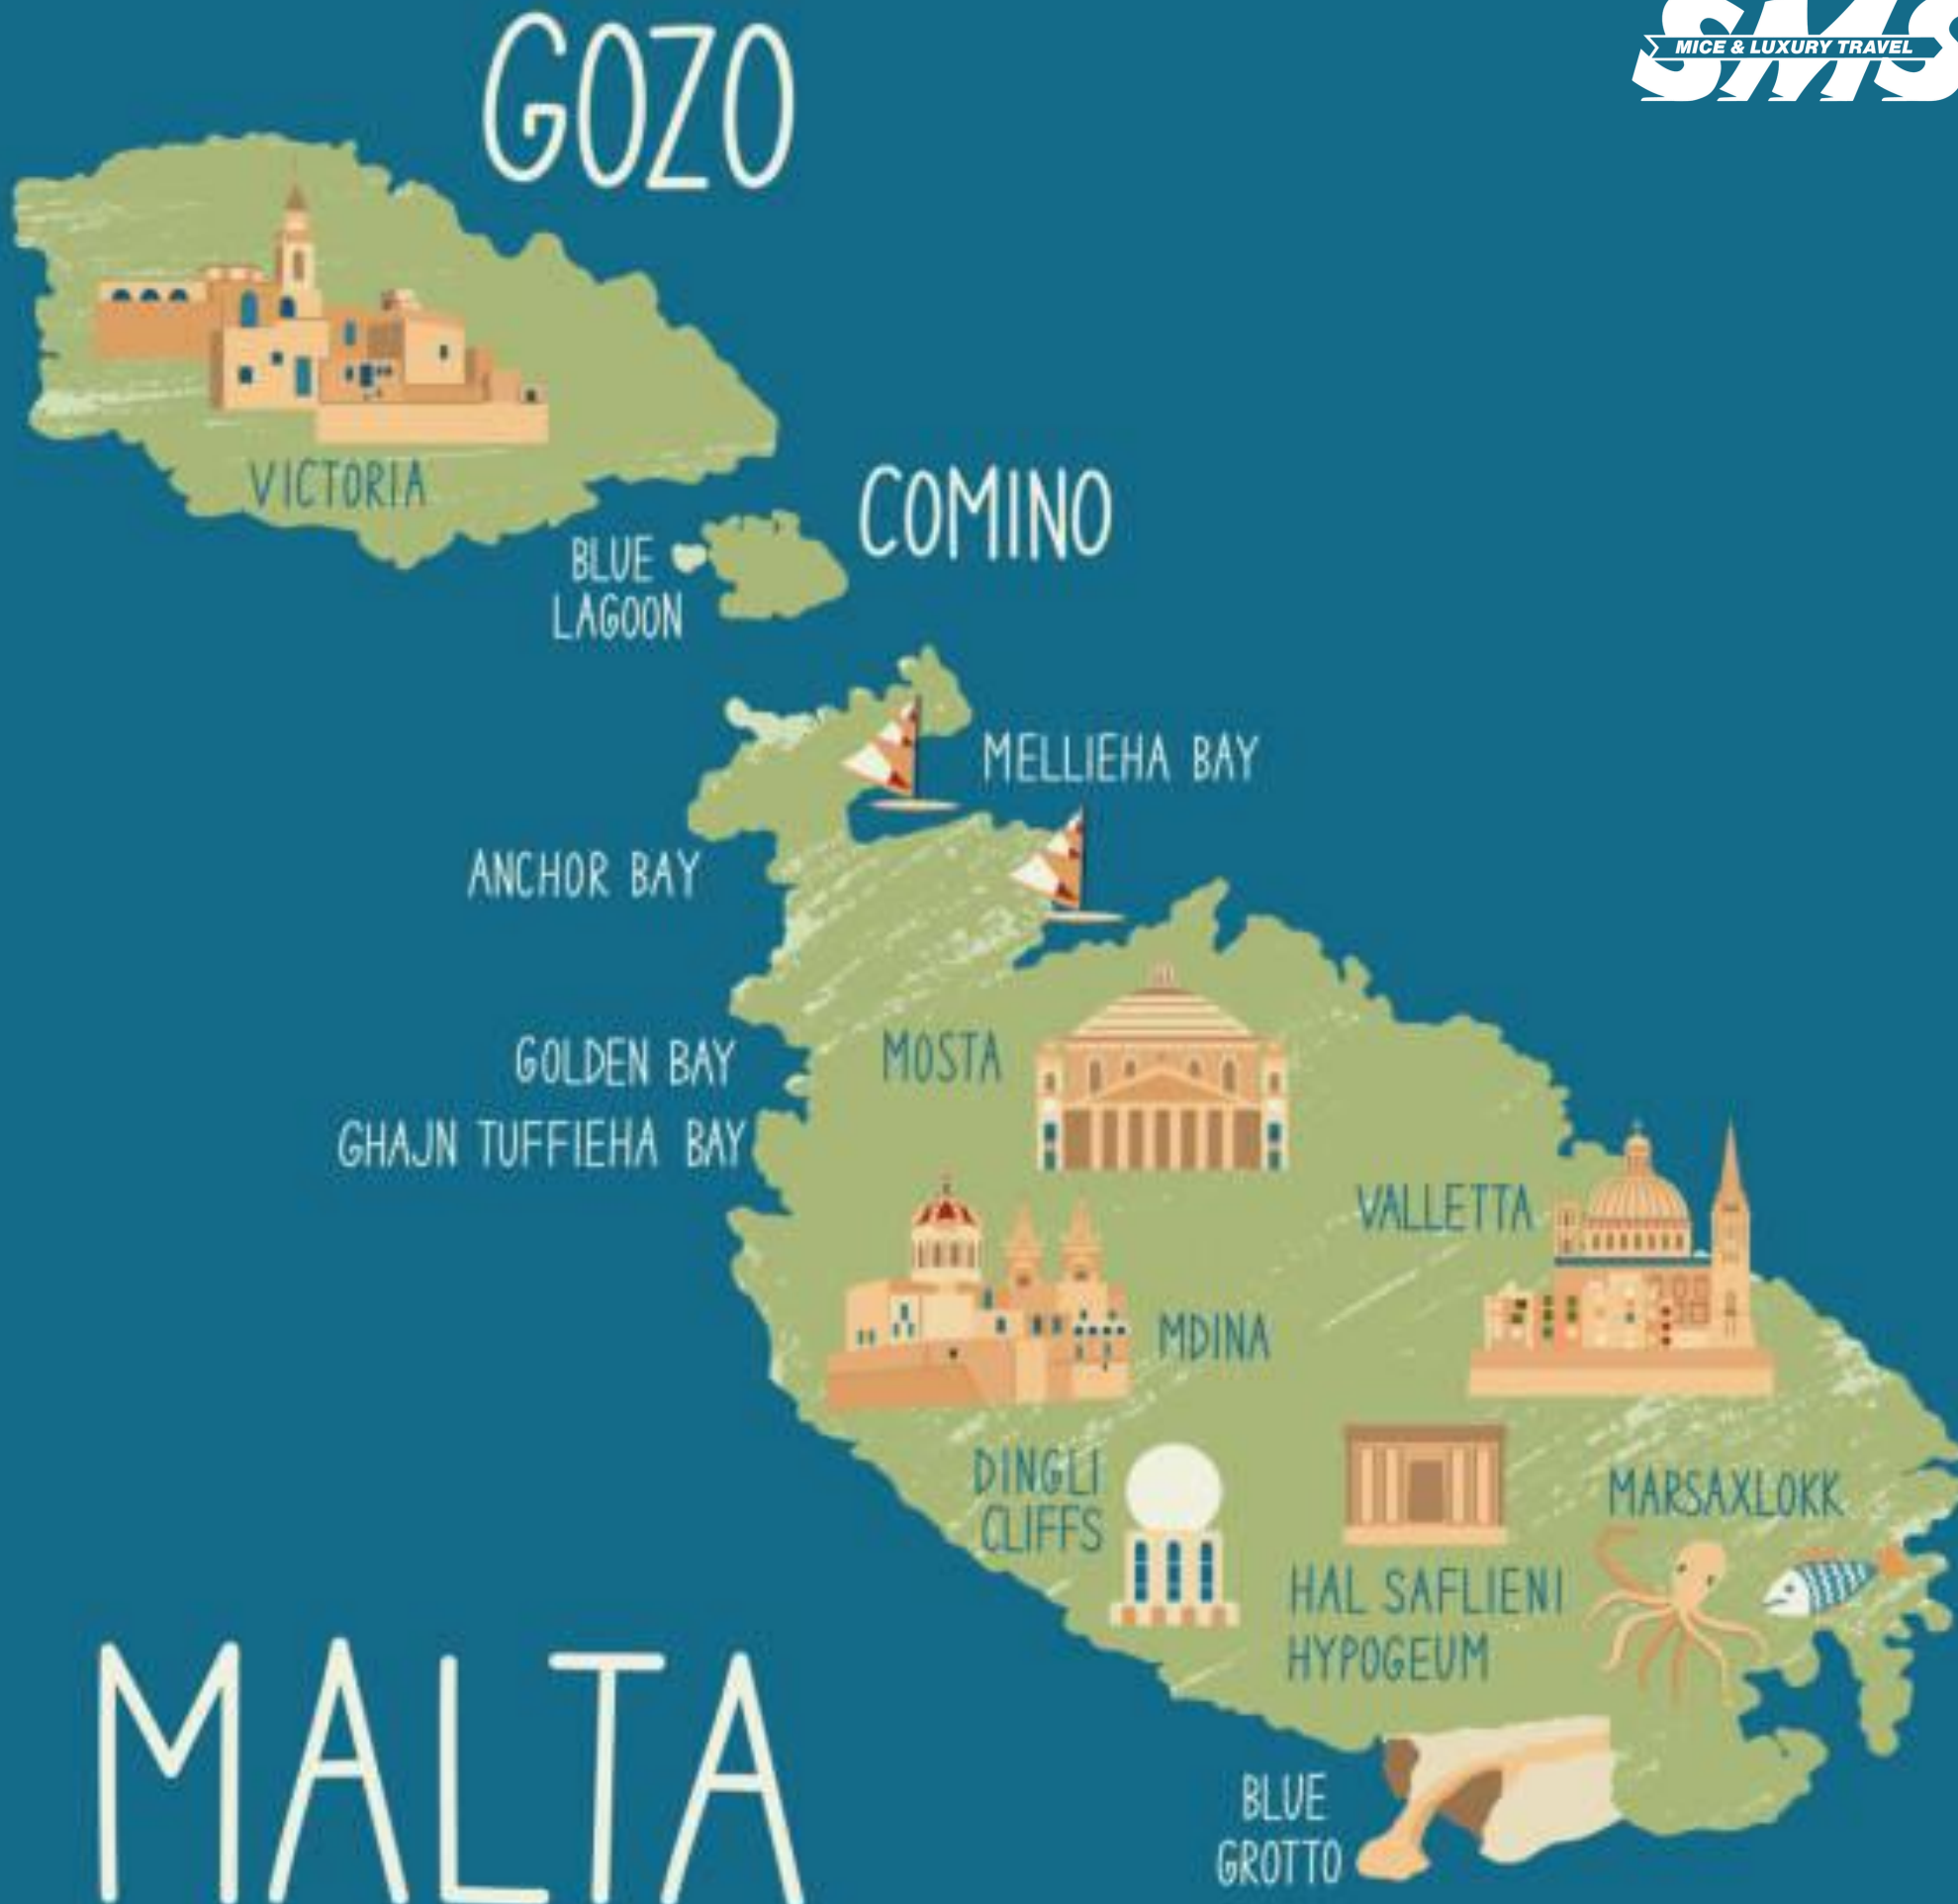 GOZO
SMS
MICE & LUXURY TRAVEL
VICTORIA
COMINO
BLUE
LAGOON
MELLIEHA BAY
ANCHOR BAY
GOLDEN BAY
MOSTA
GHAJN TUFFIEHA BAY
VALLETTA
MDINA
DINGLI
CLIFFS
MARSAXLOKK
HAL SAFLIENI
HYPOGEUM
MALTA
BLUE
GROTTO